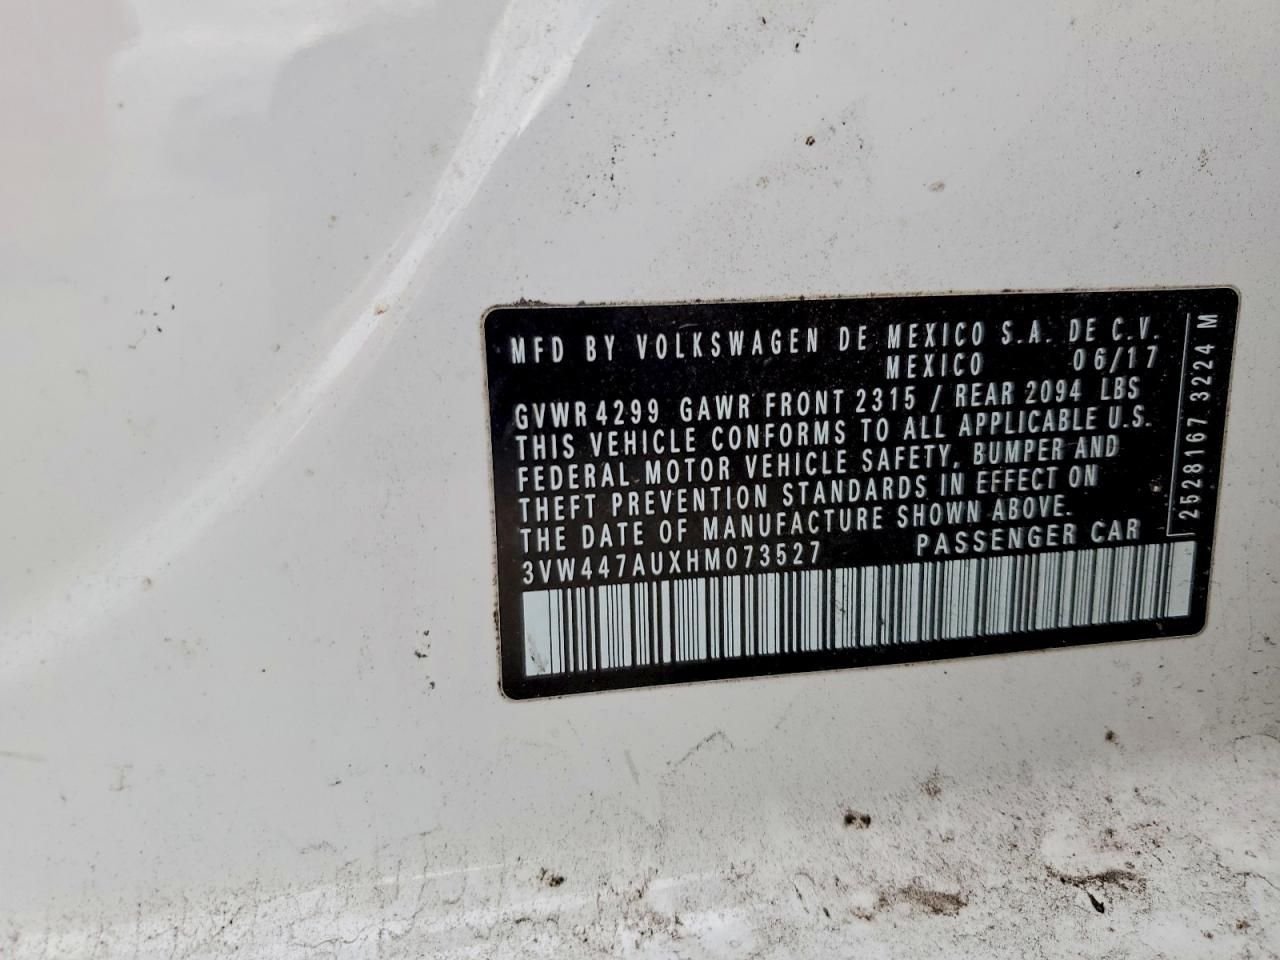 MFD BY VOLKSWAGEN DE MEXICO S.A. DE C.V.
MEXICO 06/17
GVWR 4299 GAWR FRONT 2315 / REAR 2094 LBS
THIS VEHICLE CONFORMS TO ALL APPLICABLE U.S.
FEDERAL MOTOR VEHICLE SAFETY, BUMPER AND
THEFT PREVENTION STANDARDS IN EFFECT ON
THE DATE OF MANUFACTURE SHOWN ABOVE.
3VW447AUXHM073527 PASSENGER CAR
2528167 3224 M